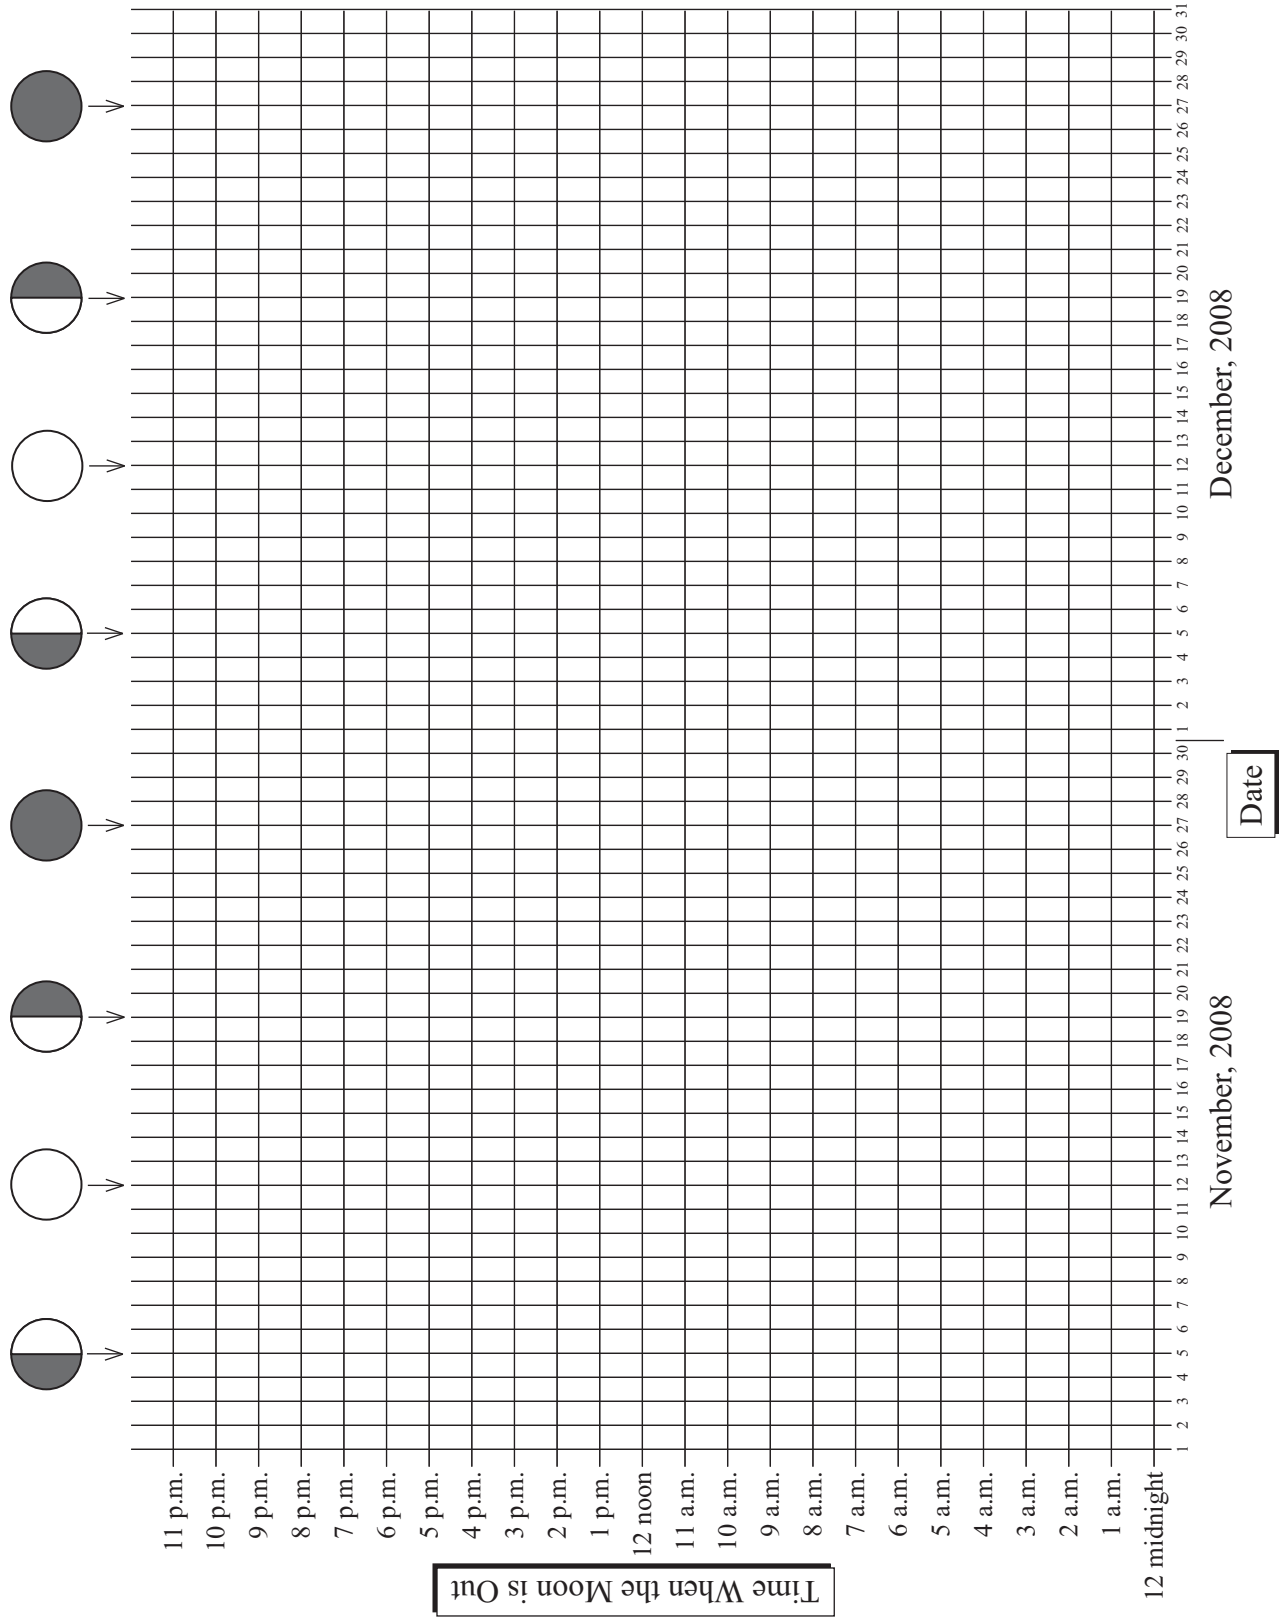 11 p.m.
10 p.m.
9 p.m.
8 p.m.
7 p.m.
6 p.m.
5 p.m.
4 p.m.
3 p.m.
2 p.m.
1 p.m.
12 noon
11 a.m.
10 a.m.
9 a.m.
8 a.m.
7 a.m.
6 a.m.
5 a.m.
4 a.m.
3 a.m.
2 a.m.
1 a.m.
12 midnight
Time When the Moon is Out
1 2 3 4 5 6 7 8 9 10 11 12 13 14 15 16 17 18 19 20 21 22 23 24 25 26 27 28 29 30 1 2 3 4 5 6 7 8 9 10 11 12 13 14 15 16 17 18 19 20 21 22 23 24 25 26 27 28 29 30 31
November, 2008
December, 2008
Date